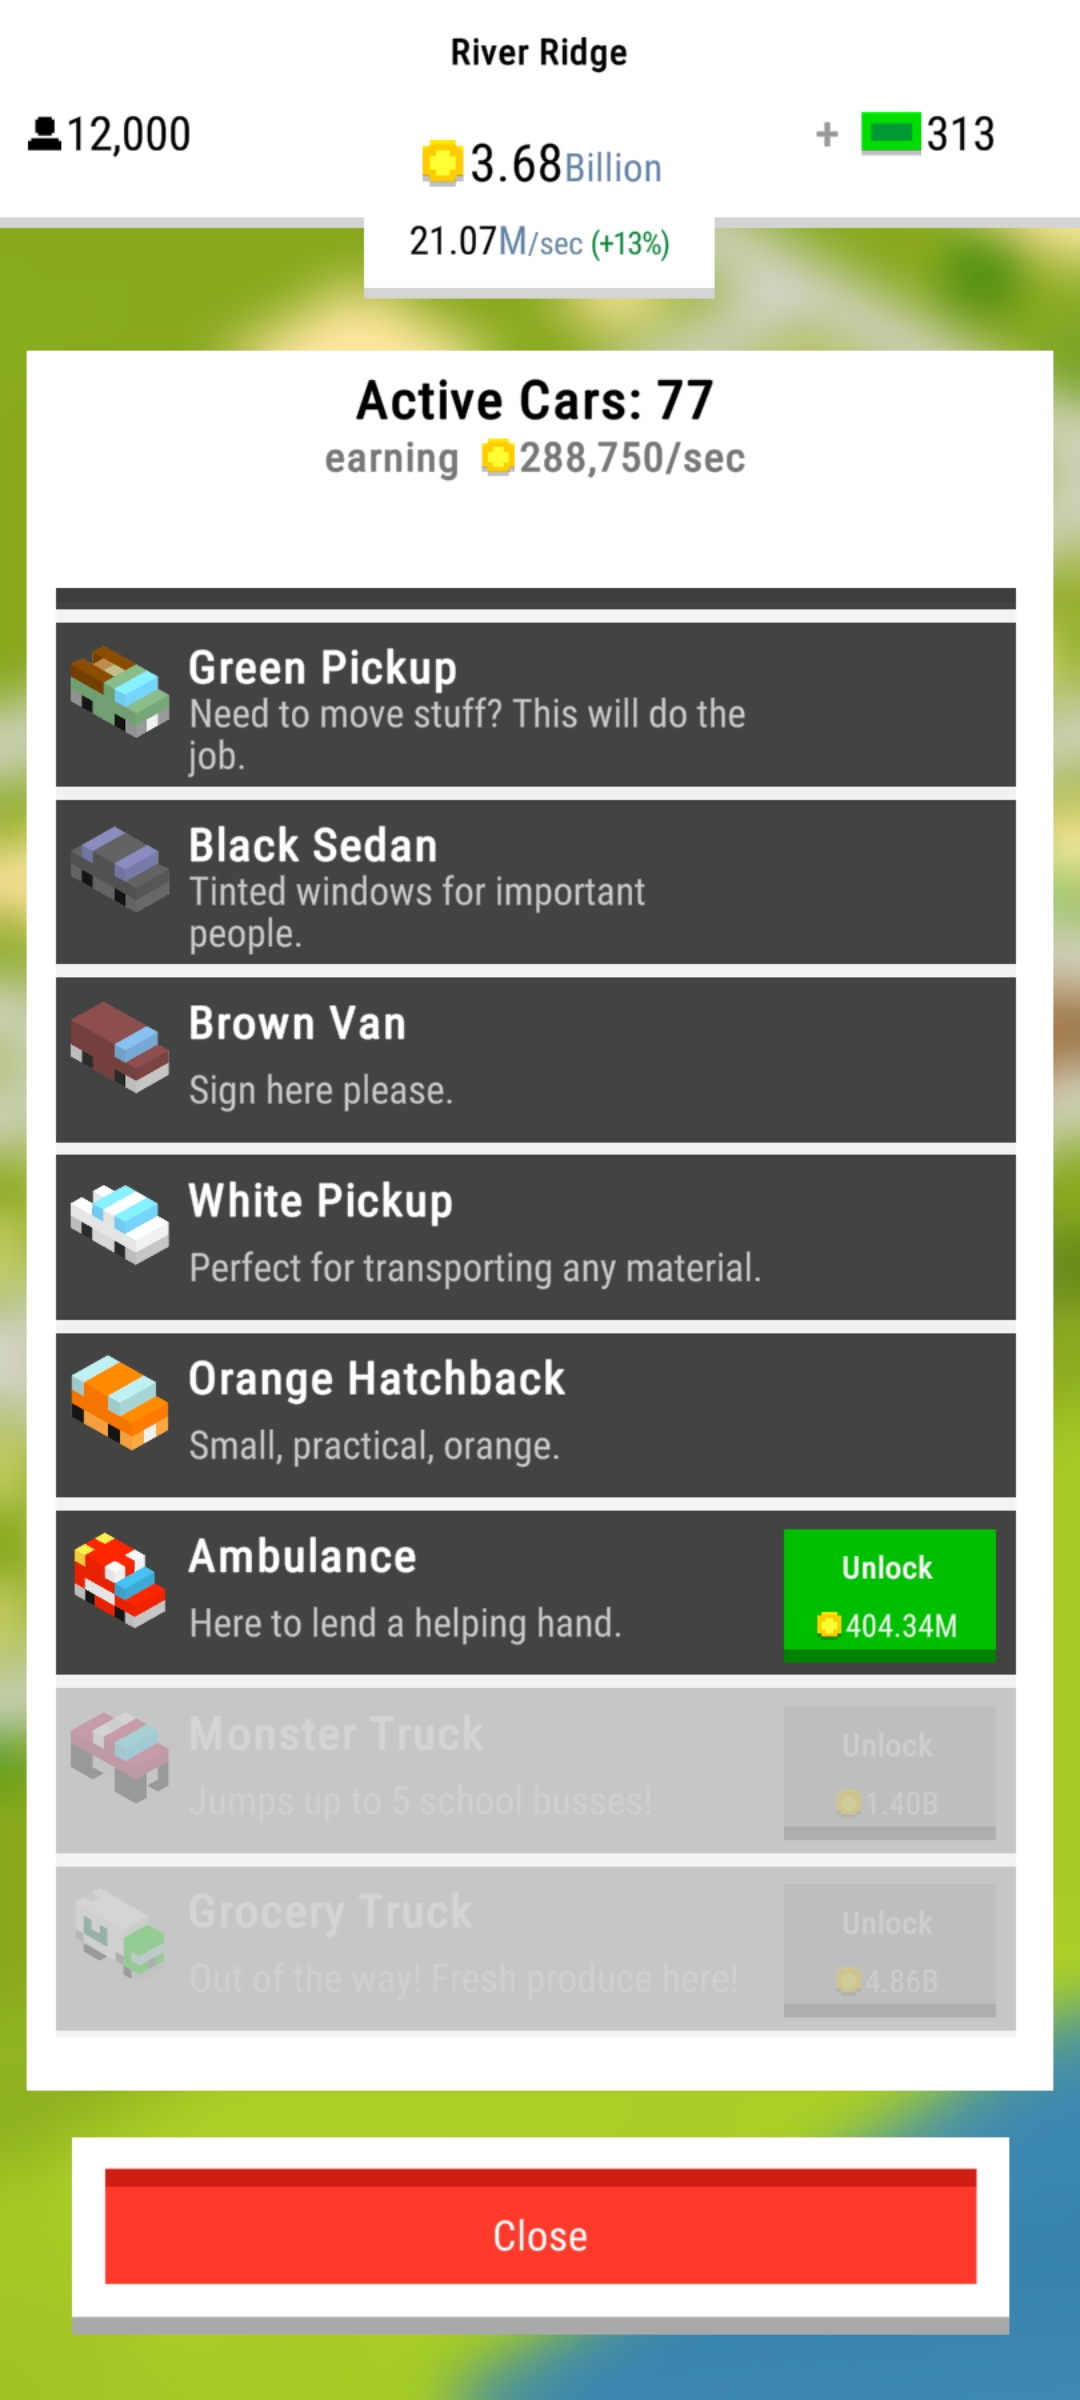 River Ridge
12,000
3.68Billion
+ 313
21.07M/sec (+13%)
Active Cars: 77
earning 288,750/sec
Green Pickup
Need to move stuff? This will do the
job.
Black Sedan
Tinted windows for important
people.
Brown Van
Sign here please.
White Pickup
Perfect for transporting any material.
Orange Hatchback
Small, practical, orange.
Ambulance
Here to lend a helping hand.
Unlock
404.34M
Monster Truck
Jumps up to 5 school busses!
Unlock
1.40B
Grocery Truck
Out of the way! Fresh produce here!
Unlock
4.86B
Close